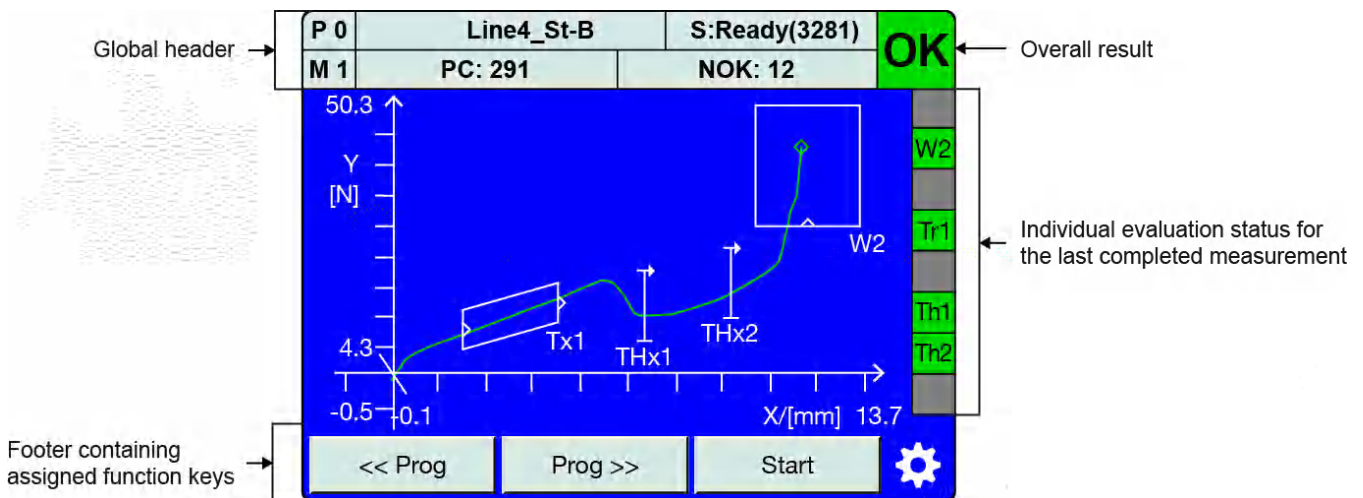 P 0
Line4_St-B
S:Ready(3281)
OK
M 1
PC: 291
NOK: 12
Global header
Overall result
50.3
Y
[N]
4.3
-0.5
-0.1
X/[mm] 13.7
Tx1
THx1
THx2
W2
W2
Tr1
Th1
Th2
Individual evaluation status for
the last completed measurement
Footer containing
assigned function keys
<< Prog
Prog >>
Start